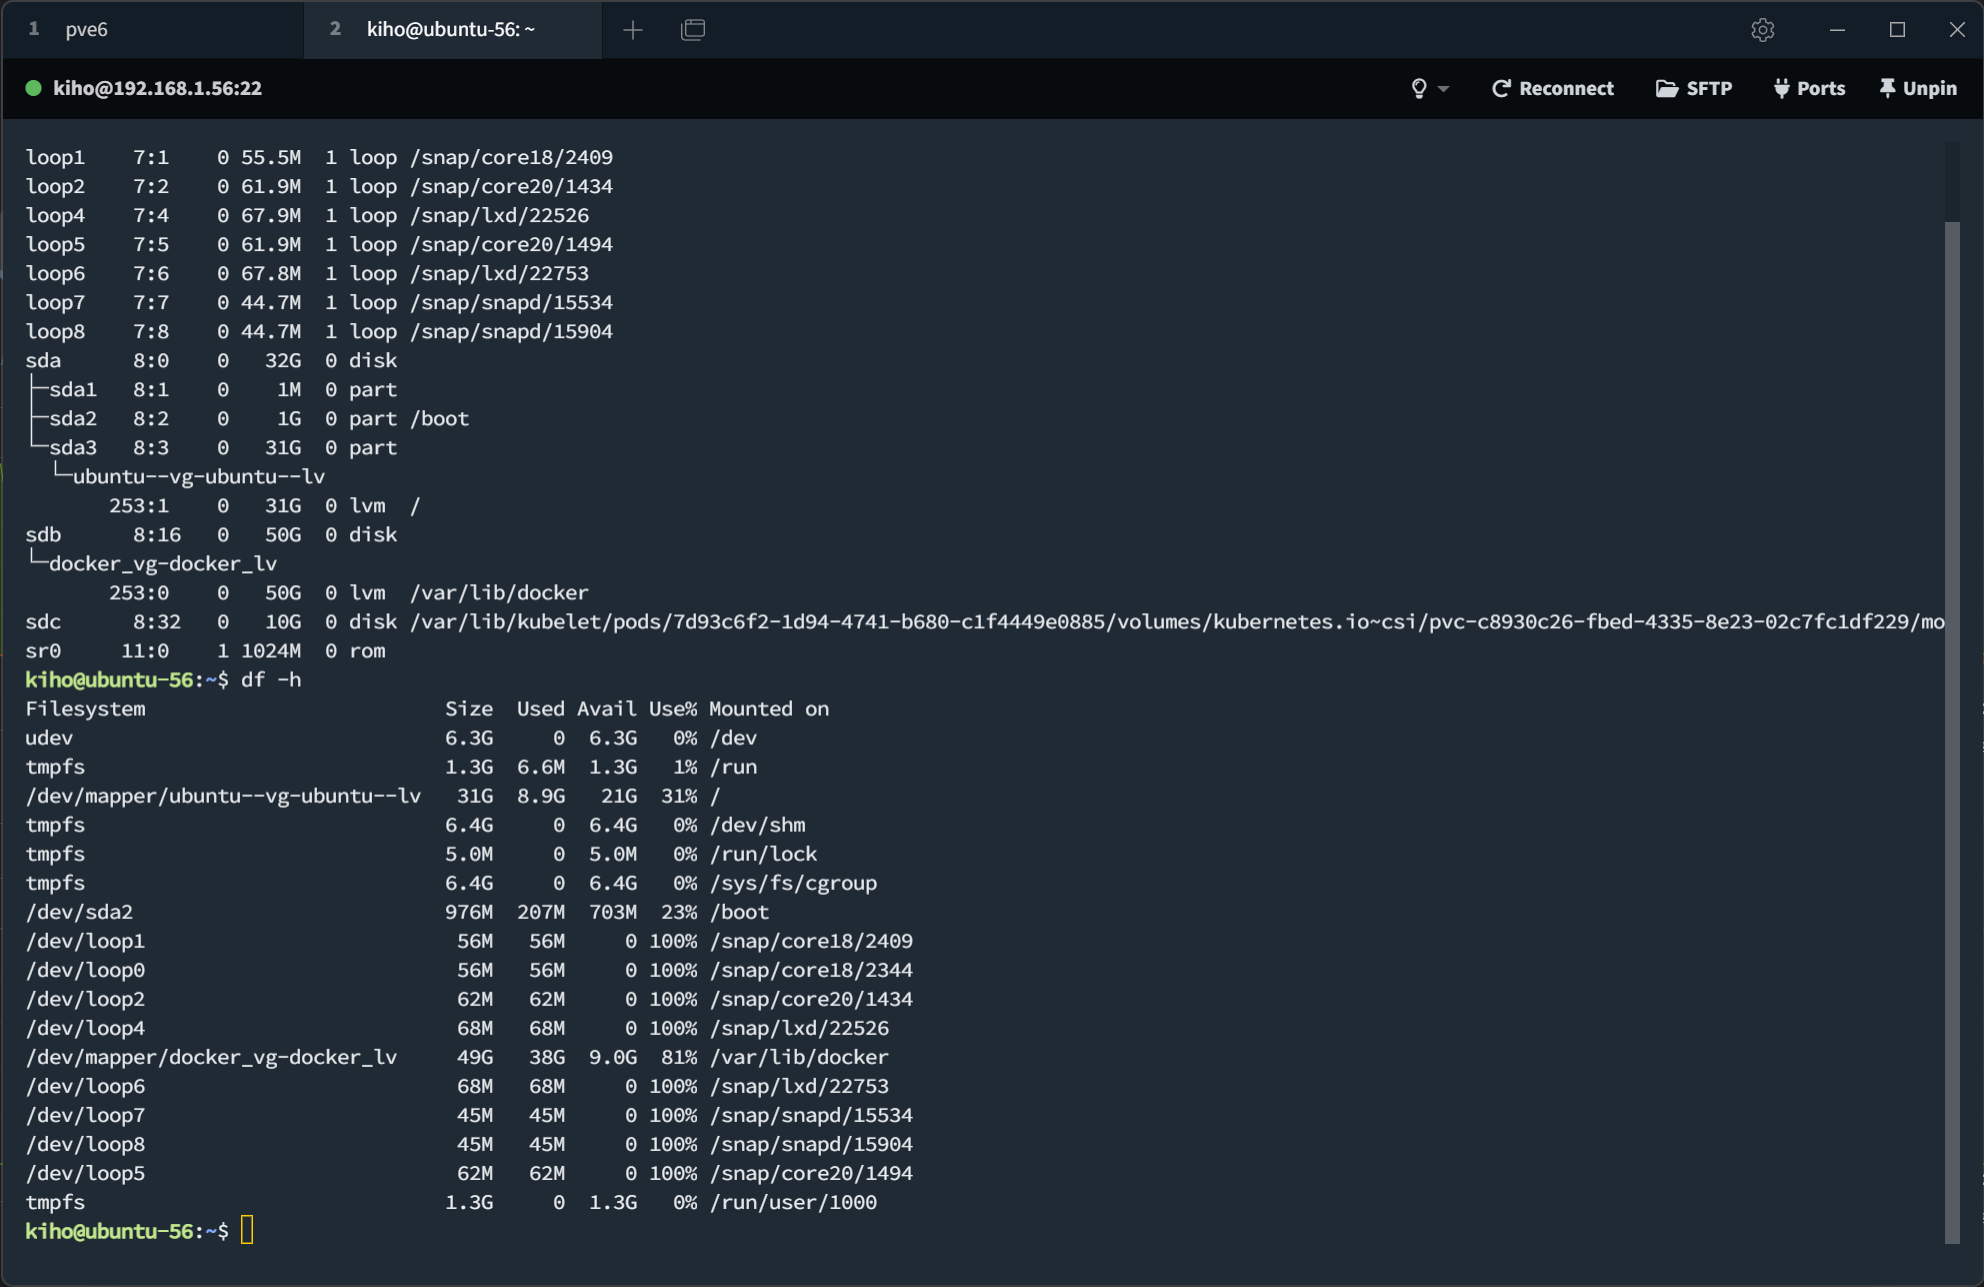 1 pve6 2 kiho@ubuntu-56: ~
kiho@192.168.1.56:22 Reconnect SFTP Ports Unpin
loop1    7:1    0 55.5M  1 loop /snap/core18/2409
loop2    7:2    0 61.9M  1 loop /snap/core20/1434
loop4    7:4    0 67.9M  1 loop /snap/lxd/22526
loop5    7:5    0 61.9M  1 loop /snap/core20/1494
loop6    7:6    0 67.8M  1 loop /snap/lxd/22753
loop7    7:7    0 44.7M  1 loop /snap/snapd/15534
loop8    7:8    0 44.7M  1 loop /snap/snapd/15904
sda      8:0    0   32G  0 disk
├─sda1   8:1    0    1M  0 part
├─sda2   8:2    0    1G  0 part /boot
└─sda3   8:3    0   31G  0 part
  └─ubuntu--vg-ubuntu--lv
       253:1    0   31G  0 lvm  /
sdb      8:16   0   50G  0 disk
└─docker_vg-docker_lv
       253:0    0   50G  0 lvm  /var/lib/docker
sdc      8:32   0   10G  0 disk /var/lib/kubelet/pods/7d93c6f2-1d94-4741-b680-c1f4449e0885/volumes/kubernetes.io~csi/pvc-c8930c26-fbed-4335-8e23-02c7fc1df229/mo
sr0     11:0    1 1024M  0 rom
kiho@ubuntu-56:~$ df -h
Filesystem                         Size  Used Avail Use% Mounted on
udev                               6.3G     0  6.3G   0% /dev
tmpfs                              1.3G  6.6M  1.3G   1% /run
/dev/mapper/ubuntu--vg-ubuntu--lv   31G  8.9G   21G  31% /
tmpfs                              6.4G     0  6.4G   0% /dev/shm
tmpfs                              5.0M     0  5.0M   0% /run/lock
tmpfs                              6.4G     0  6.4G   0% /sys/fs/cgroup
/dev/sda2                          976M  207M  703M  23% /boot
/dev/loop1                          56M   56M     0 100% /snap/core18/2409
/dev/loop0                          56M   56M     0 100% /snap/core18/2344
/dev/loop2                          62M   62M     0 100% /snap/core20/1434
/dev/loop4                          68M   68M     0 100% /snap/lxd/22526
/dev/mapper/docker_vg-docker_lv     49G   38G  9.0G  81% /var/lib/docker
/dev/loop6                          68M   68M     0 100% /snap/lxd/22753
/dev/loop7                          45M   45M     0 100% /snap/snapd/15534
/dev/loop8                          45M   45M     0 100% /snap/snapd/15904
/dev/loop5                          62M   62M     0 100% /snap/core20/1494
tmpfs                              1.3G     0  1.3G   0% /run/user/1000
kiho@ubuntu-56:~$